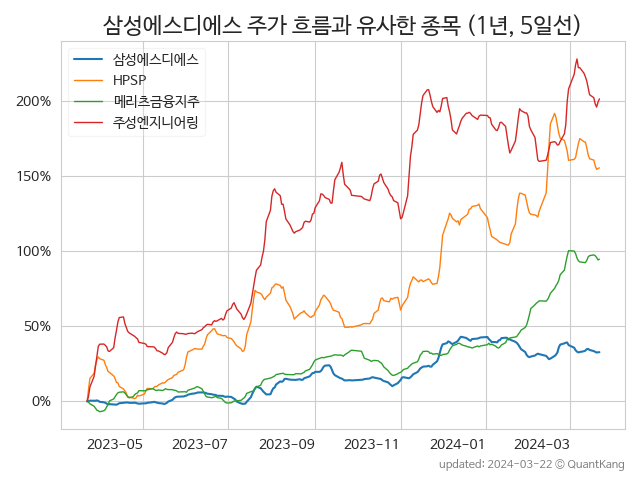 삼성에스디에스 주가 흐름과 유사한 종목 (1년, 5일선)
삼성에스디에스
HPSP
메리츠금융지주
주성엔지니어링
200%
150%
100%
50%
0%
2023-05
2023-07
2023-09
2023-11
2024-01
2024-03
updated: 2024-03-22 © QuantKang